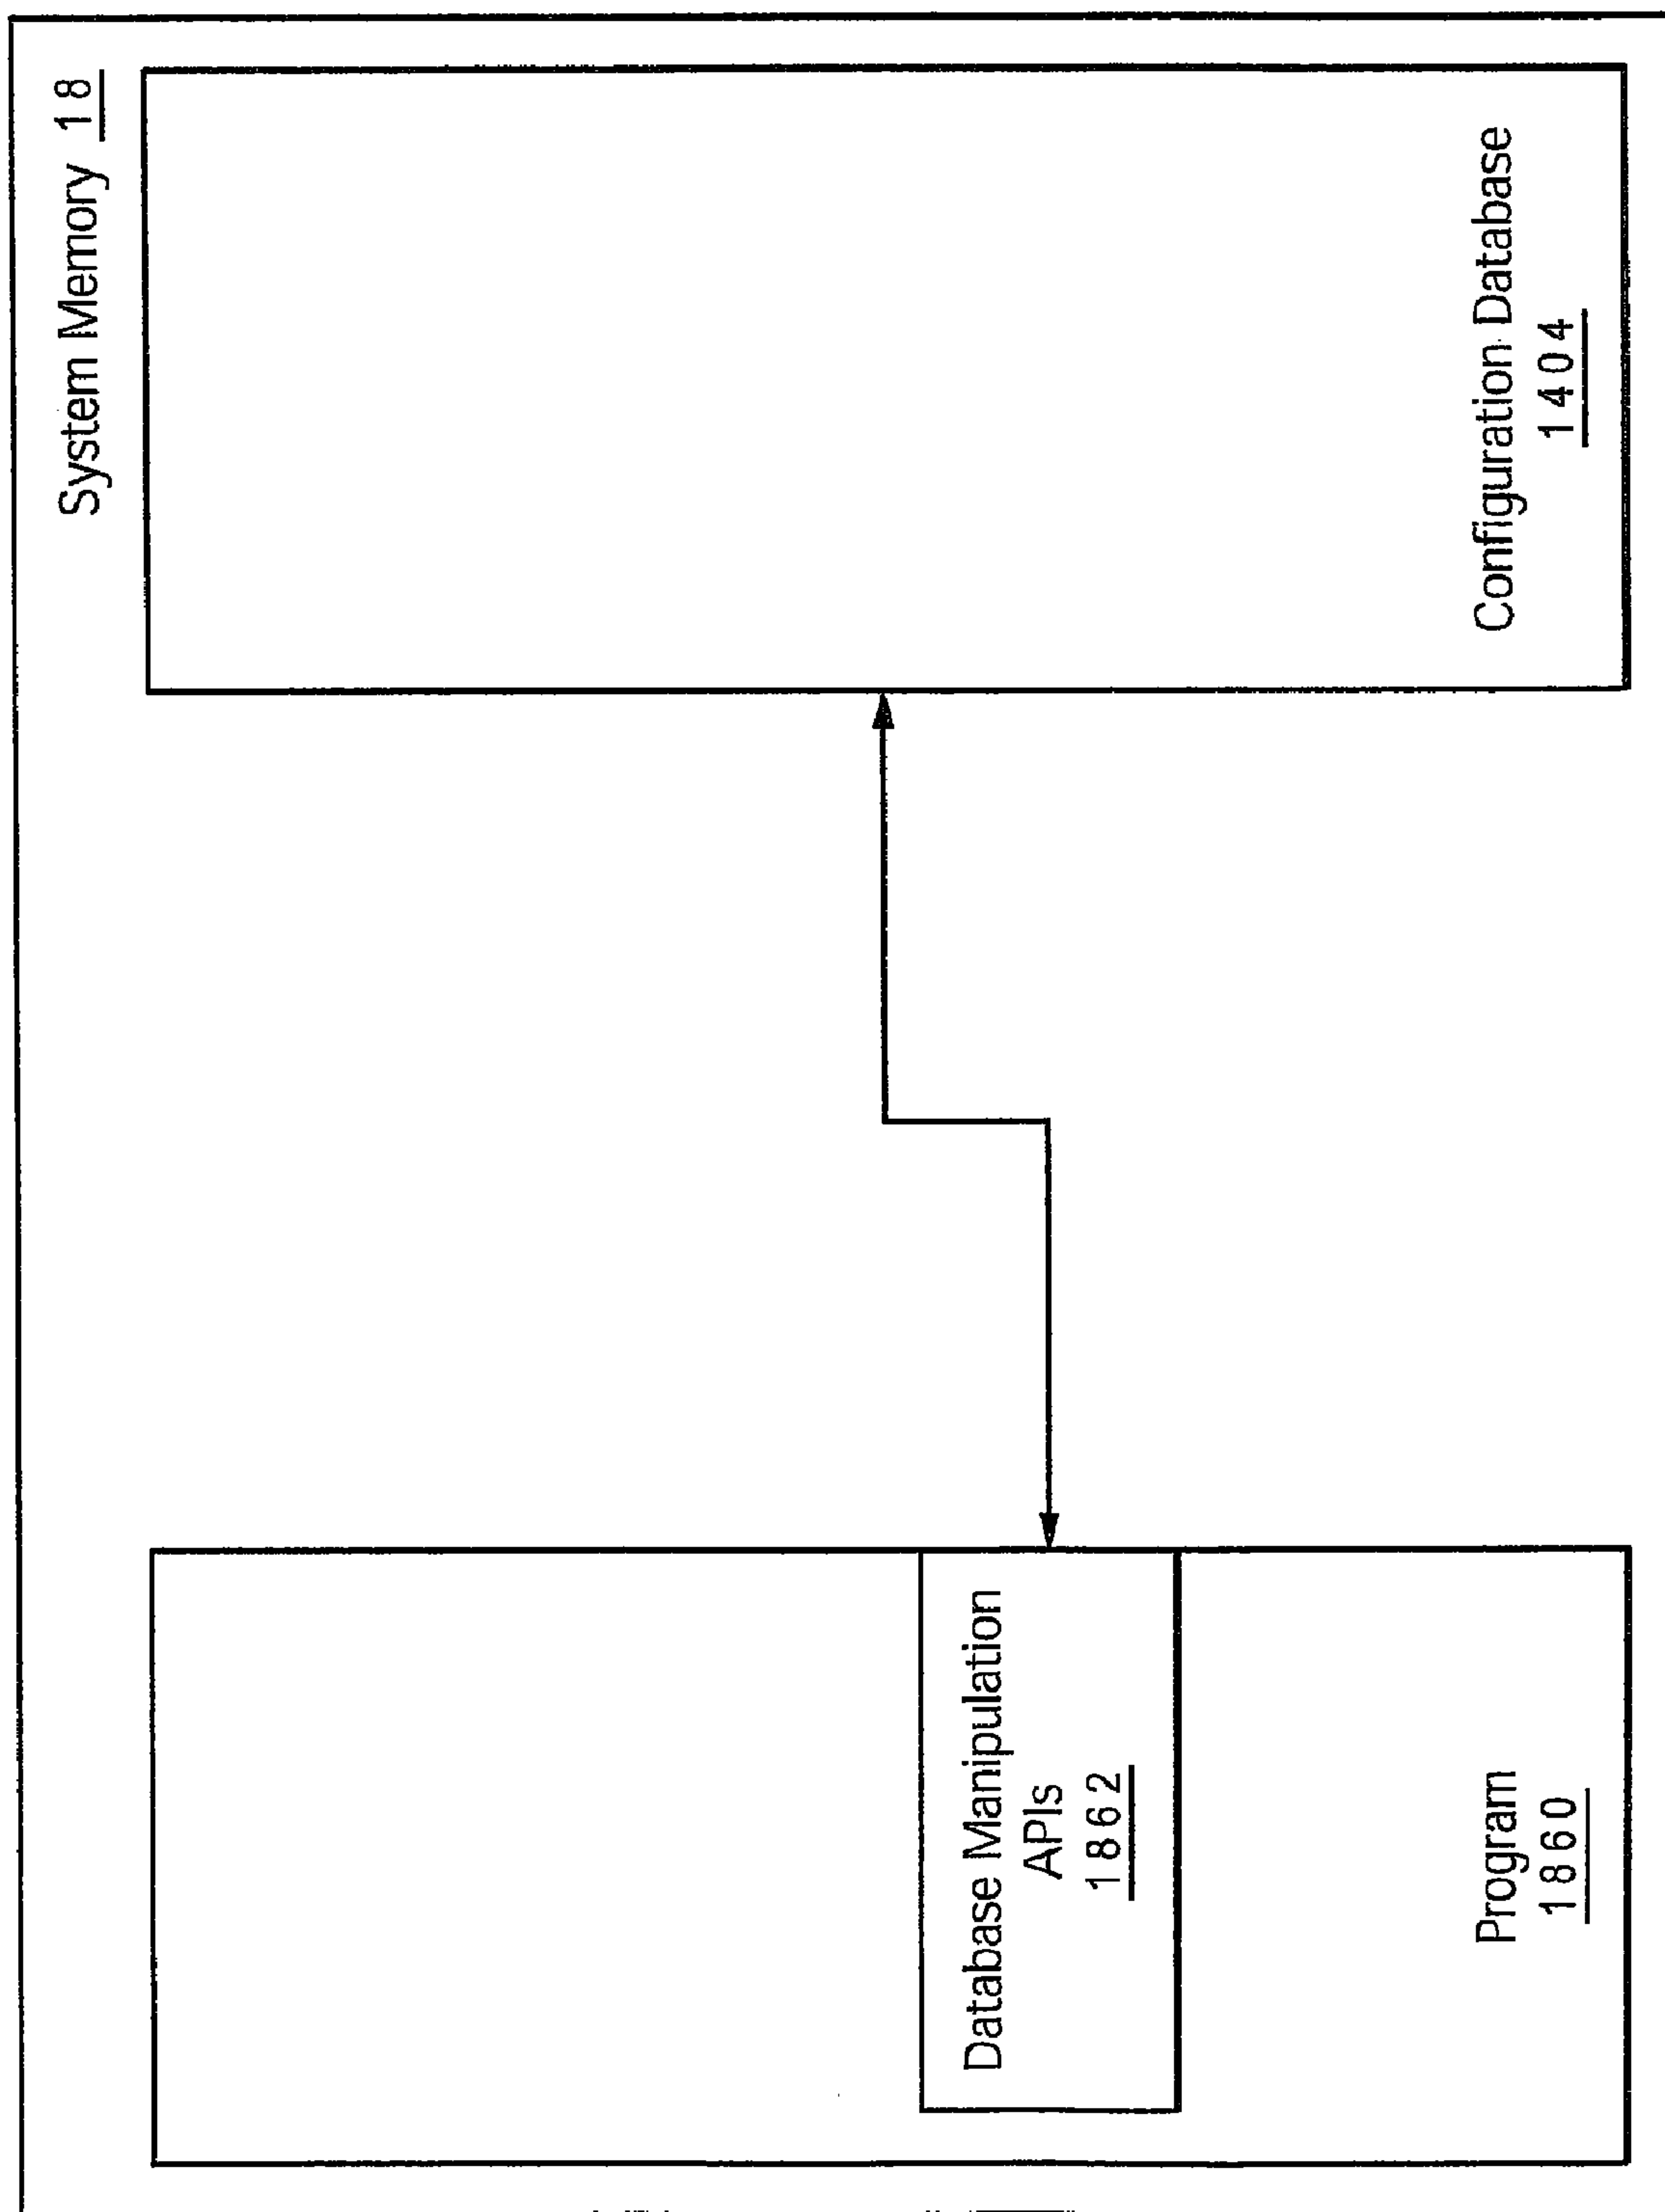 System Memory 18
Database Manipulation
APIs
1862
Program
1860
Configuration Database
1404